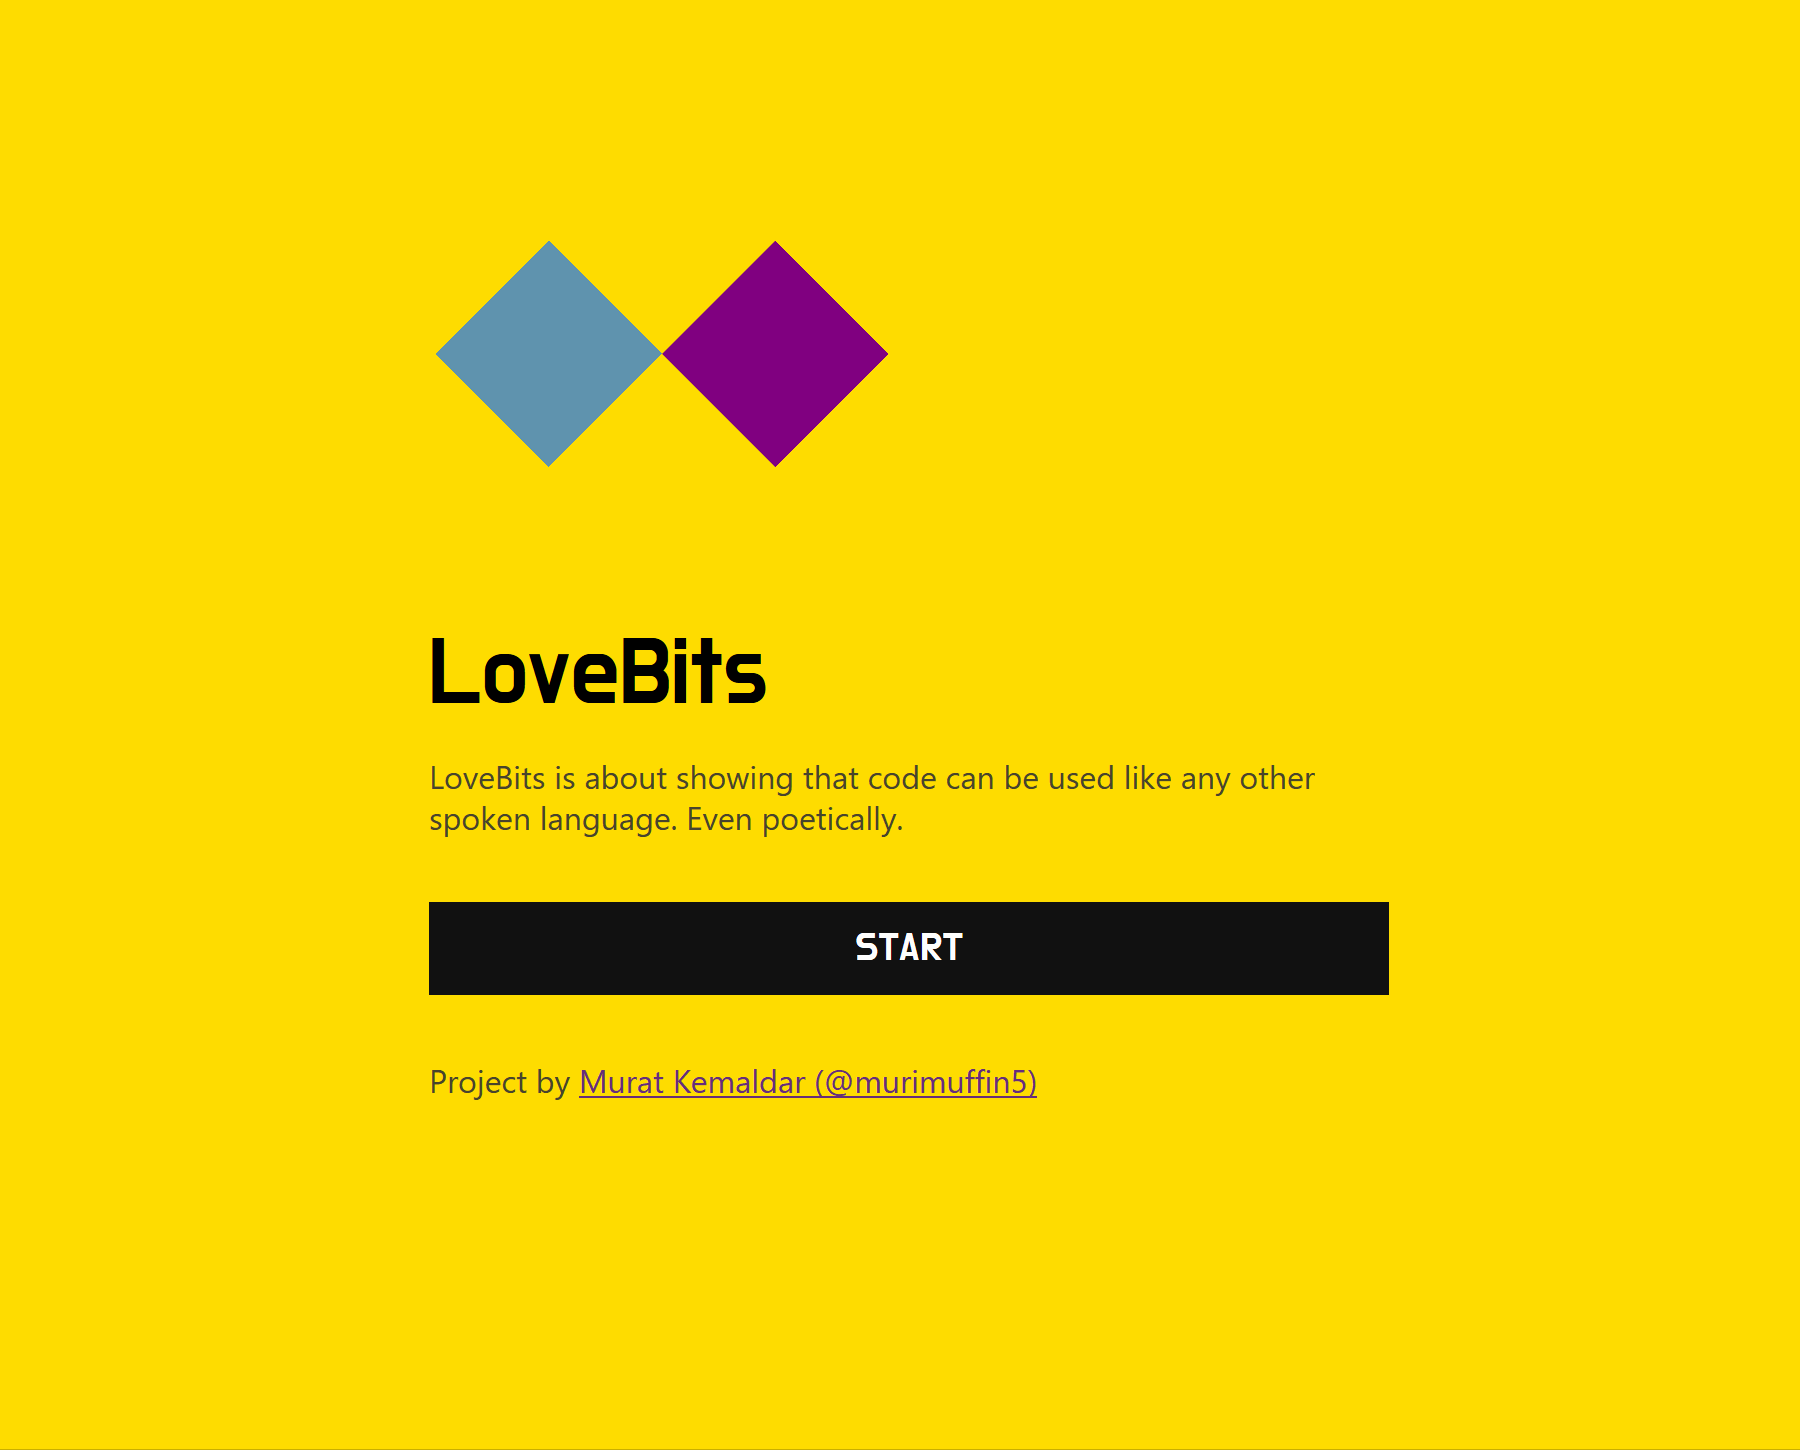 LoveBits
LoveBits is about showing that code can be used like any other
spoken language. Even poetically.
START
Project by Murat Kemaldar (@murimuffin5)